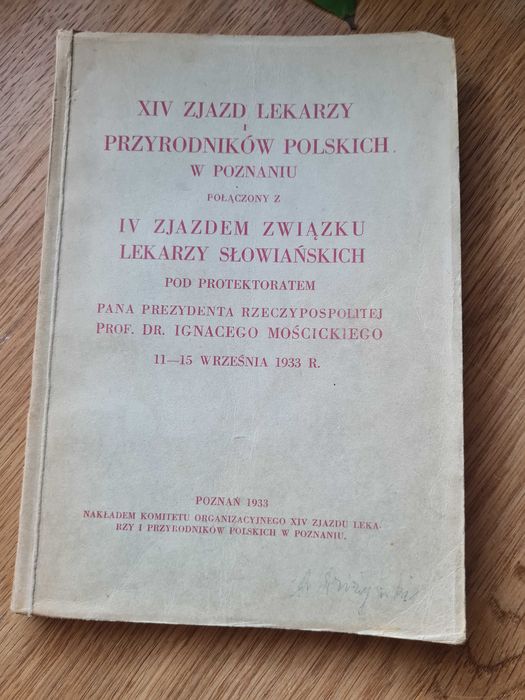 XIV ZJAZD LEKARZY
I
PRZYRODNIKÓW POLSKICH
W POZNANIU
POŁĄCZONY Z
IV ZJAZDEM ZWIĄZKU
LEKARZY SŁOWIAŃSKICH
POD PROTEKTORATEM
PANA PREZYDENTA RZECZYPOSPOLITEJ
PROF. DR. IGNACEGO MOŚCICKIEGO
11—15 WRZEŚNIA 1933 R.
POZNAŃ 1933
NAKŁADEM KOMITETU ORGANIZACYJNEGO XIV ZJAZDU LEKA-
RZY I PRZYRODNIKÓW POLSKICH W POZNANIU.